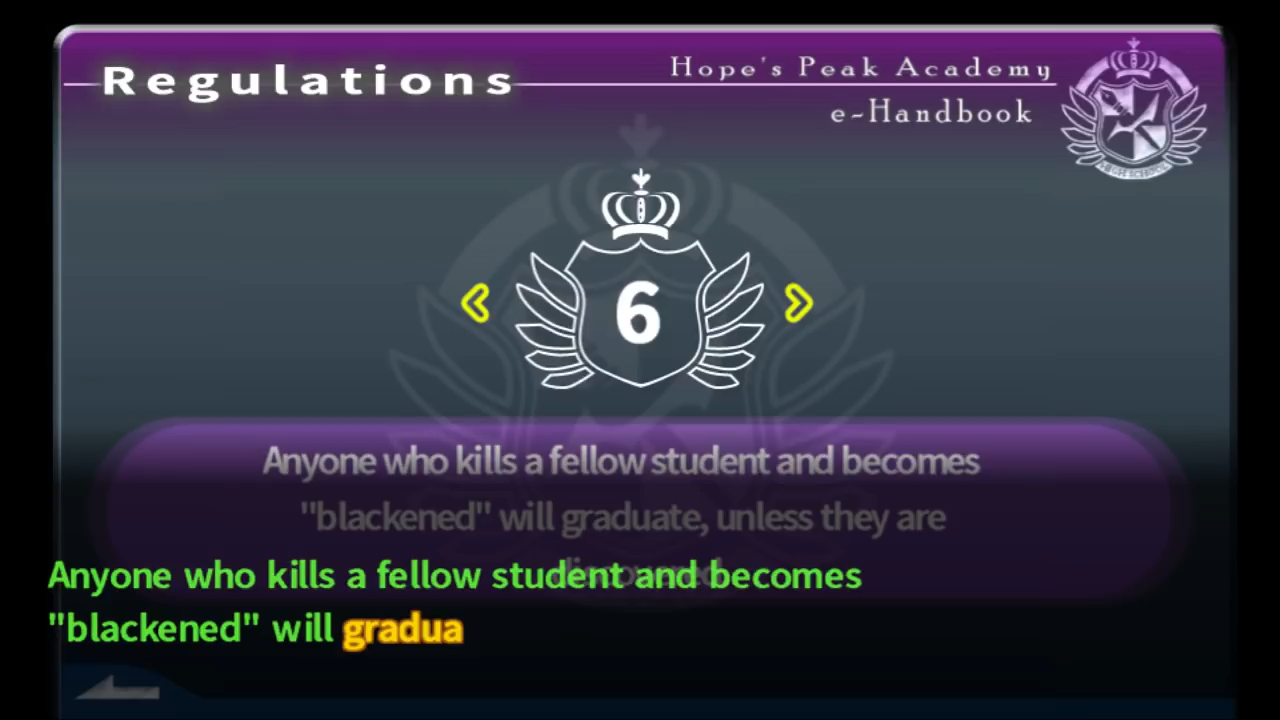 Regulations
Hope's Peak Academy
e-Handbook
6
Anyone who kills a fellow student and becomes
"blackened" will graduate, unless they are
discovered.
Anyone who kills a fellow student and becomes
"blackened" will gradua